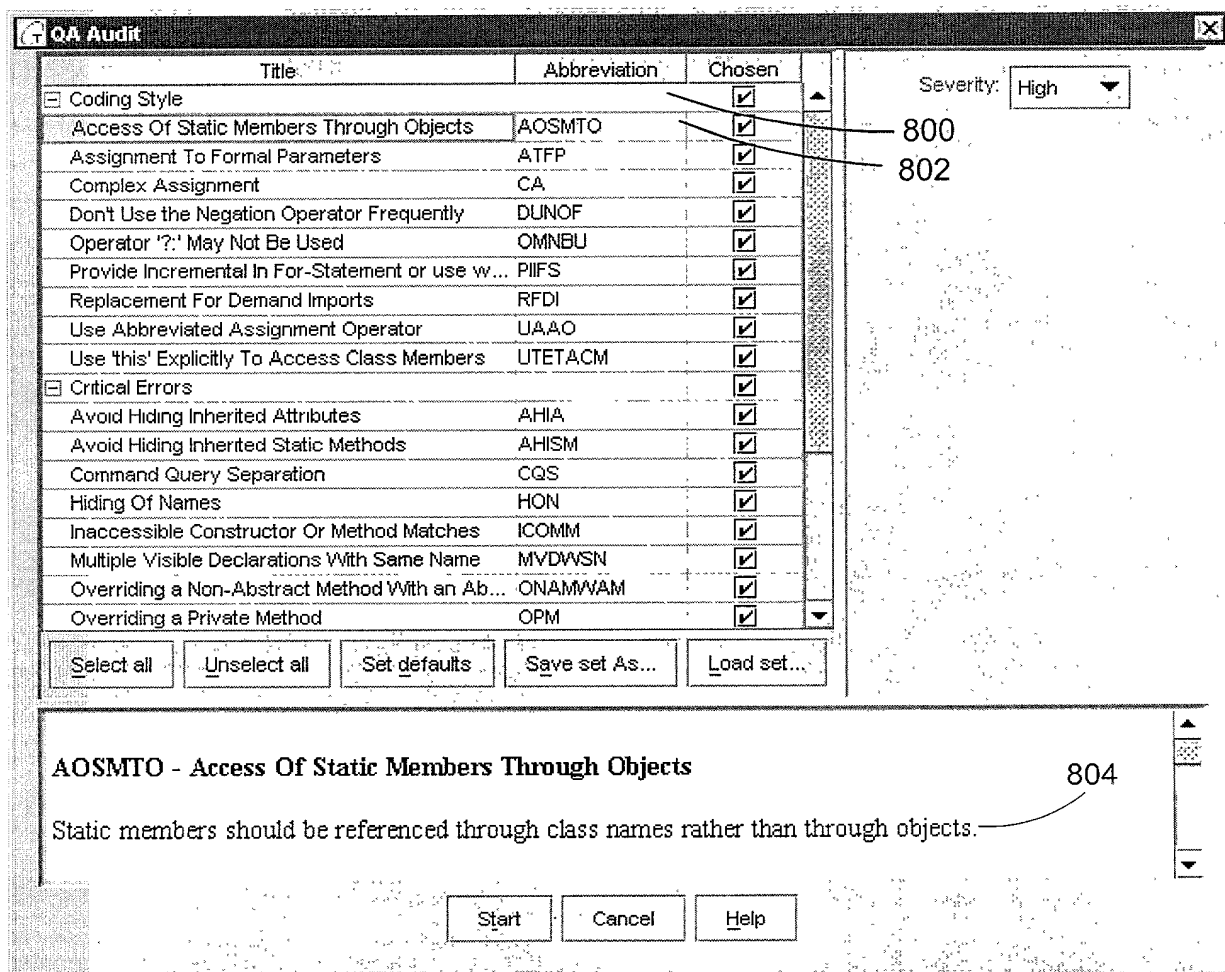 QA Audit
Title Abbreviation Chosen
Severity: High
Coding Style
800
Access Of Static Members Through Objects AOSMTO
802
Assignment To Formal Parameters ATFP
Complex Assignment CA
Don't Use the Negation Operator Frequently DUNOF
Operator '?:' May Not Be Used OMNBU
Provide Incremental In For-Statement or use w... PIIFS
Replacement For Demand Imports RFDI
Use Abbreviated Assignment Operator UAAO
Use 'this' Explicitly To Access Class Members UTETACM
Critical Errors
Avoid Hiding Inherited Attributes AHIA
Avoid Hiding Inherited Static Methods AHISM
Command Query Separation CQS
Hiding Of Names HON
Inaccessible Constructor Or Method Matches ICOMM
Multiple Visible Declarations With Same Name MVDWSN
Overriding a Non-Abstract Method With an Ab... ONAMWAM
Overriding a Private Method OPM
Select all Unselect all Set defaults Save set As... Load set...
AOSMTO - Access Of Static Members Through Objects
804
Static members should be referenced through class names rather than through objects.
Start Cancel Help